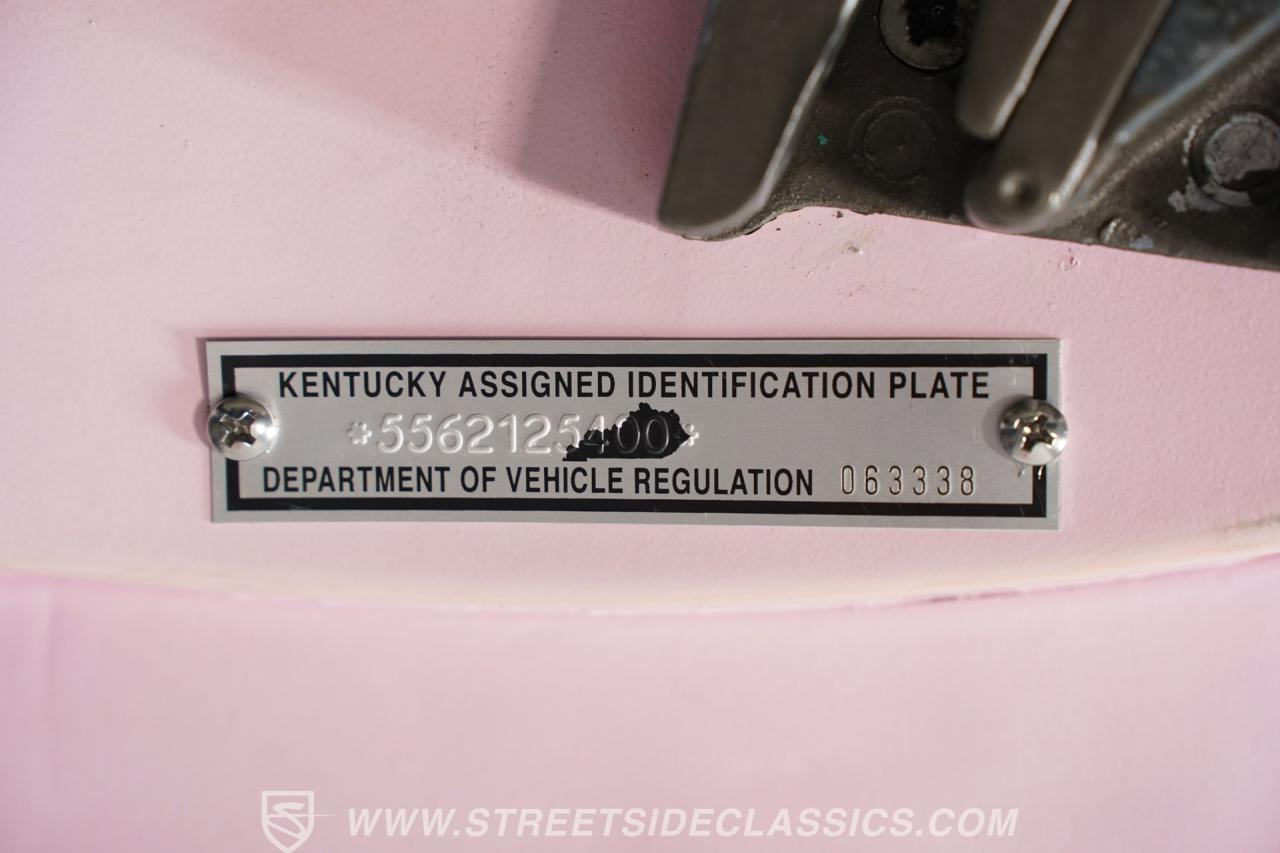 KENTUCKY ASSIGNED IDENTIFICATION PLATE
*5562125400*
DEPARTMENT OF VEHICLE REGULATION 063338
WWW.STREETSIDECLASSICS.COM